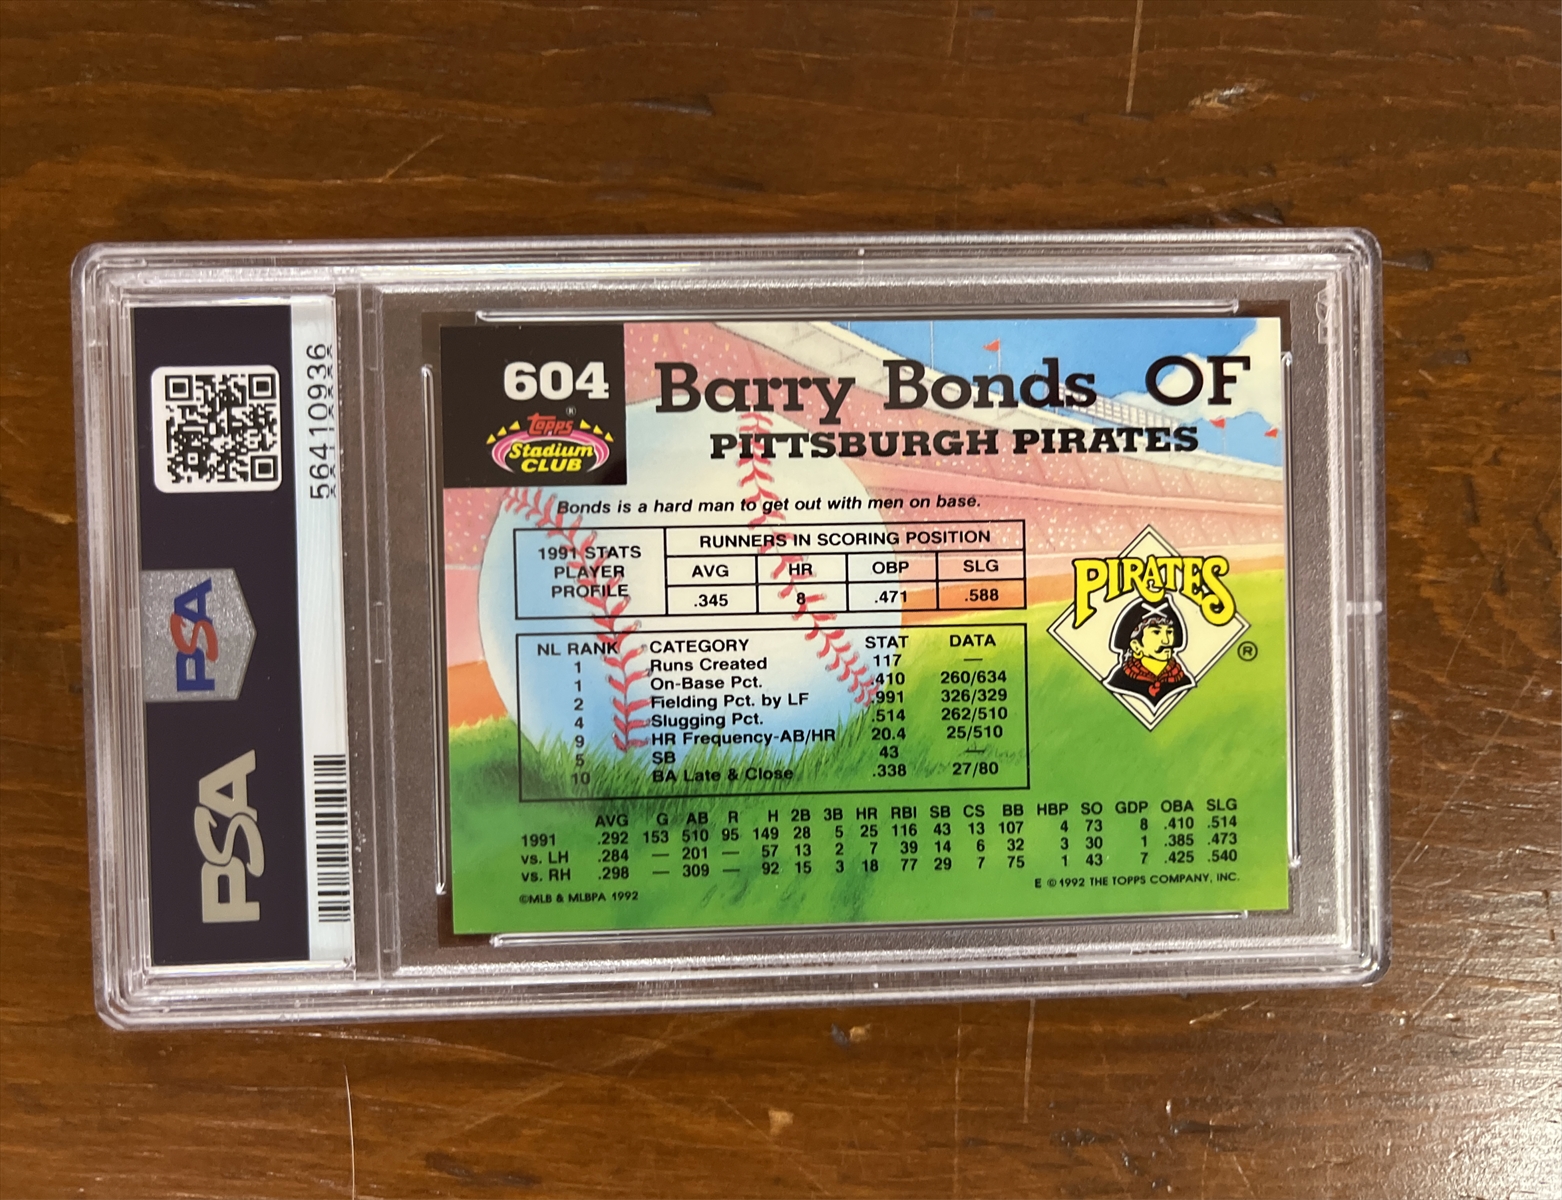 56410936
PSA
PSA
604
Topps®
Stadium
CLUB
Barry Bonds OF
PITTSBURGH PIRATES
Bonds is a hard man to get out with men on base.
1991 STATS
PLAYER
PROFILE
RUNNERS IN SCORING POSITION
AVG HR OBP SLG
.345 8 .471 .588
PIRATES
®
NL RANK CATEGORY STAT DATA
1 Runs Created 117 —
1 On-Base Pct. .410 260/634
2 Fielding Pct. by LF .991 326/329
4 Slugging Pct. .514 262/510
9 HR Frequency-AB/HR 20.4 25/510
5 SB 43 —
10 BA Late & Close .338 27/80
AVG G AB R H 2B 3B HR RBI SB CS BB HBP SO GDP OBA SLG
1991 .292 153 510 95 149 28 5 25 116 43 13 107 4 73 8 .410 .514
vs. LH .284 — 201 — 57 13 2 7 39 14 6 32 3 30 1 .385 .473
vs. RH .298 — 309 — 92 15 3 18 77 29 7 75 1 43 7 .425 .540
©MLB & MLBPA 1992
E ©1992 THE TOPPS COMPANY, INC.